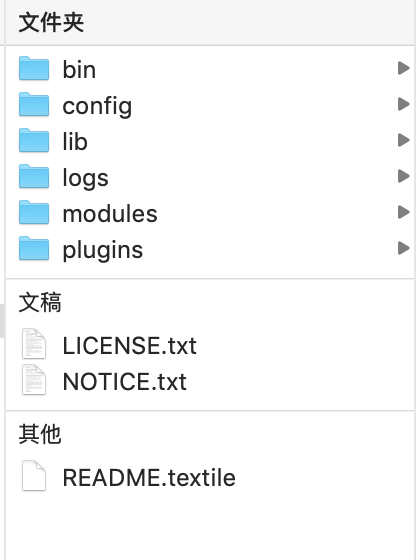 文件夹
bin
config
lib
logs
modules
plugins
文稿
LICENSE.txt
NOTICE.txt
其他
README.textile